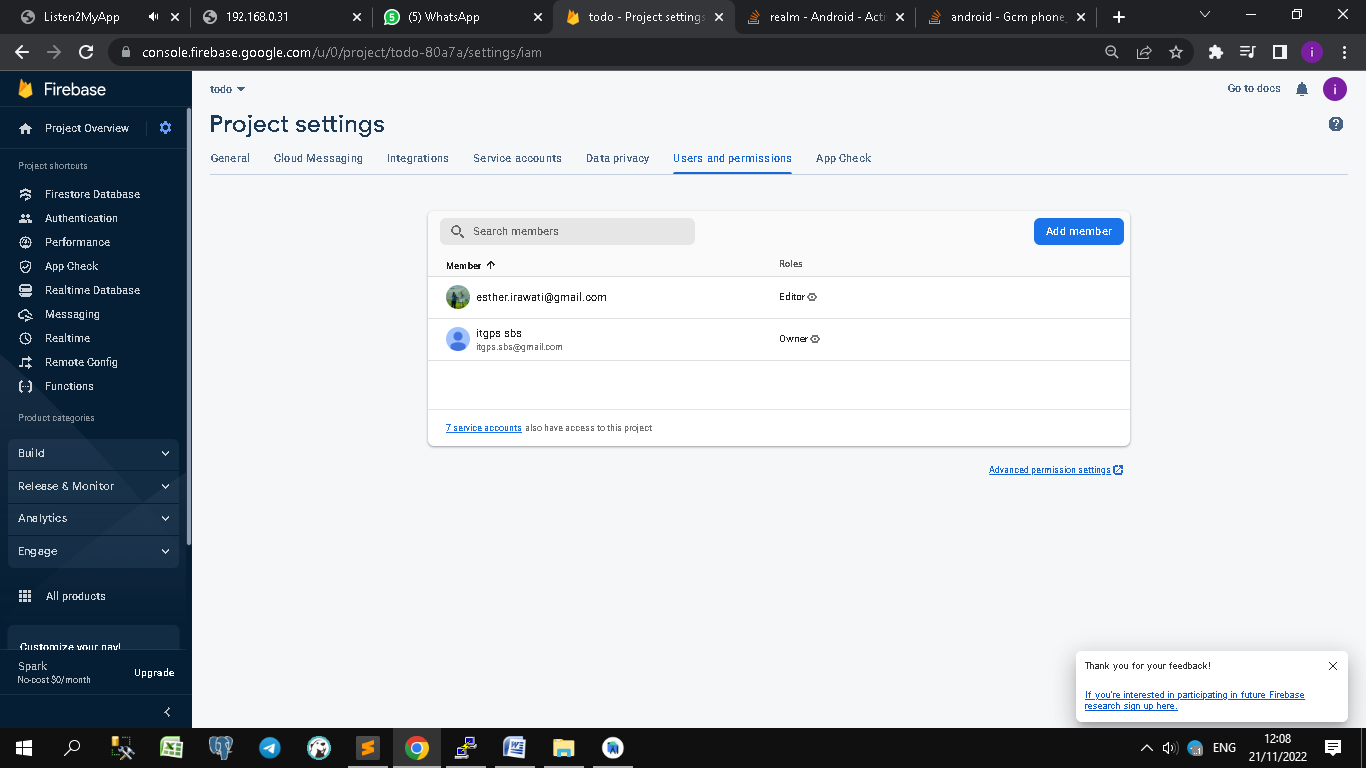 Listen2MyApp
192.168.0.31
(5) WhatsApp
todo - Project settings
realm - Android - Acti
android - Gcm phone_
console.firebase.google.com/u/0/project/todo-80a7a/settings/iam
i
Firebase
Project Overview
Project shortcuts
Firestore Database
Authentication
Performance
App Check
Realtime Database
Messaging
Realtime
Remote Config
Functions
Product categories
Build
Release & Monitor
Analytics
Engage
All products
Customize your nav!
Spark
No-cost $0/month
Upgrade
todo
Go to docs
i
Project settings
General
Cloud Messaging
Integrations
Service accounts
Data privacy
Users and permissions
App Check
Search members
Add member
Member
Roles
esther.irawati@gmail.com
Editor
itgps sbs
itgps.sbs@gmail.com
Owner
7 service accounts also have access to this project
Advanced permission settings
Thank you for your feedback!
If you're interested in participating in future Firebase
research sign up here.
ENG
12:08
21/11/2022